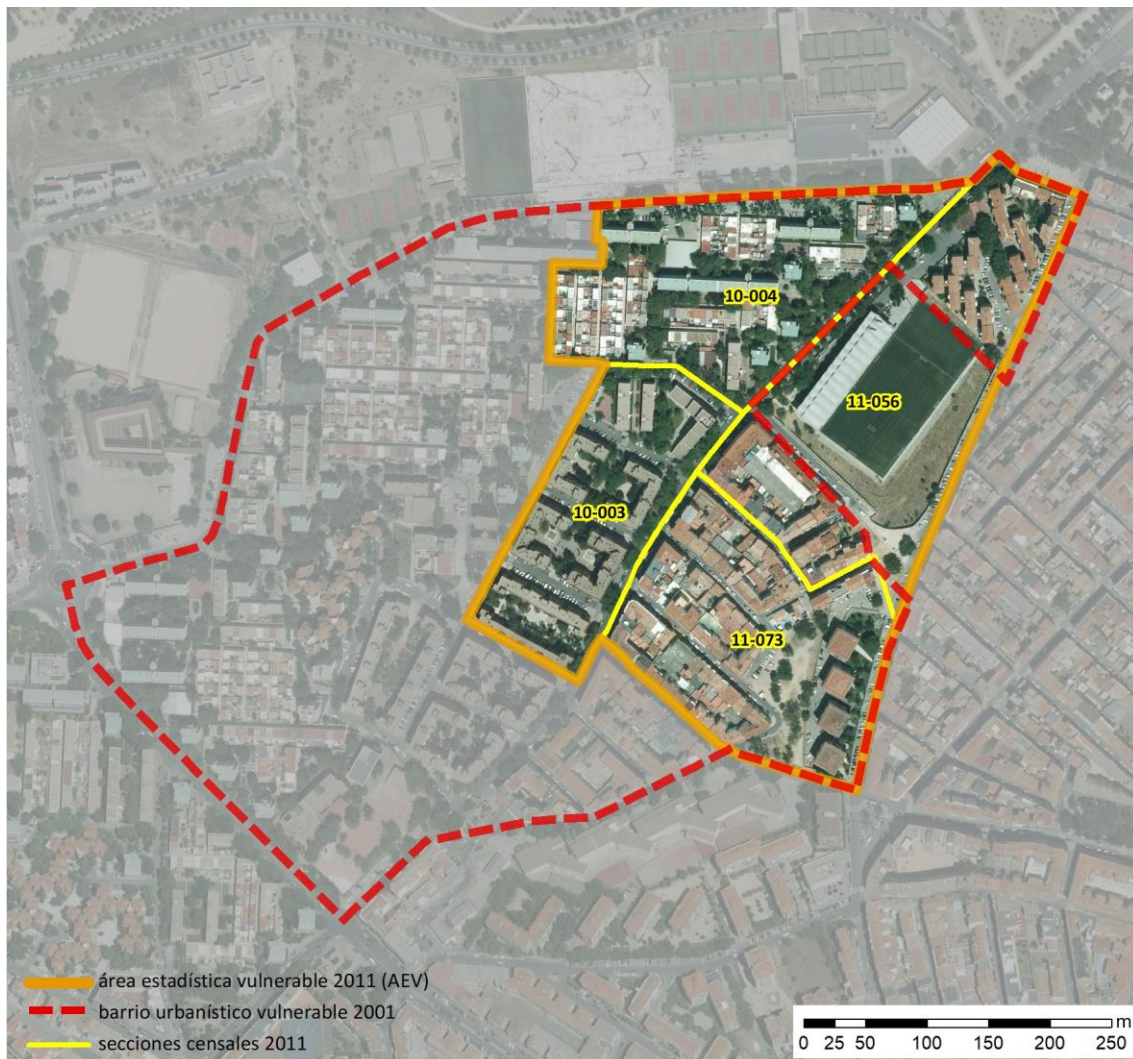 10-004
11-056
10-003
11-073
área estadística vulnerable 2011 (AEV)
barrio urbanístico vulnerable 2001
secciones censales 2011
m
0 25 50 100 150 200 250